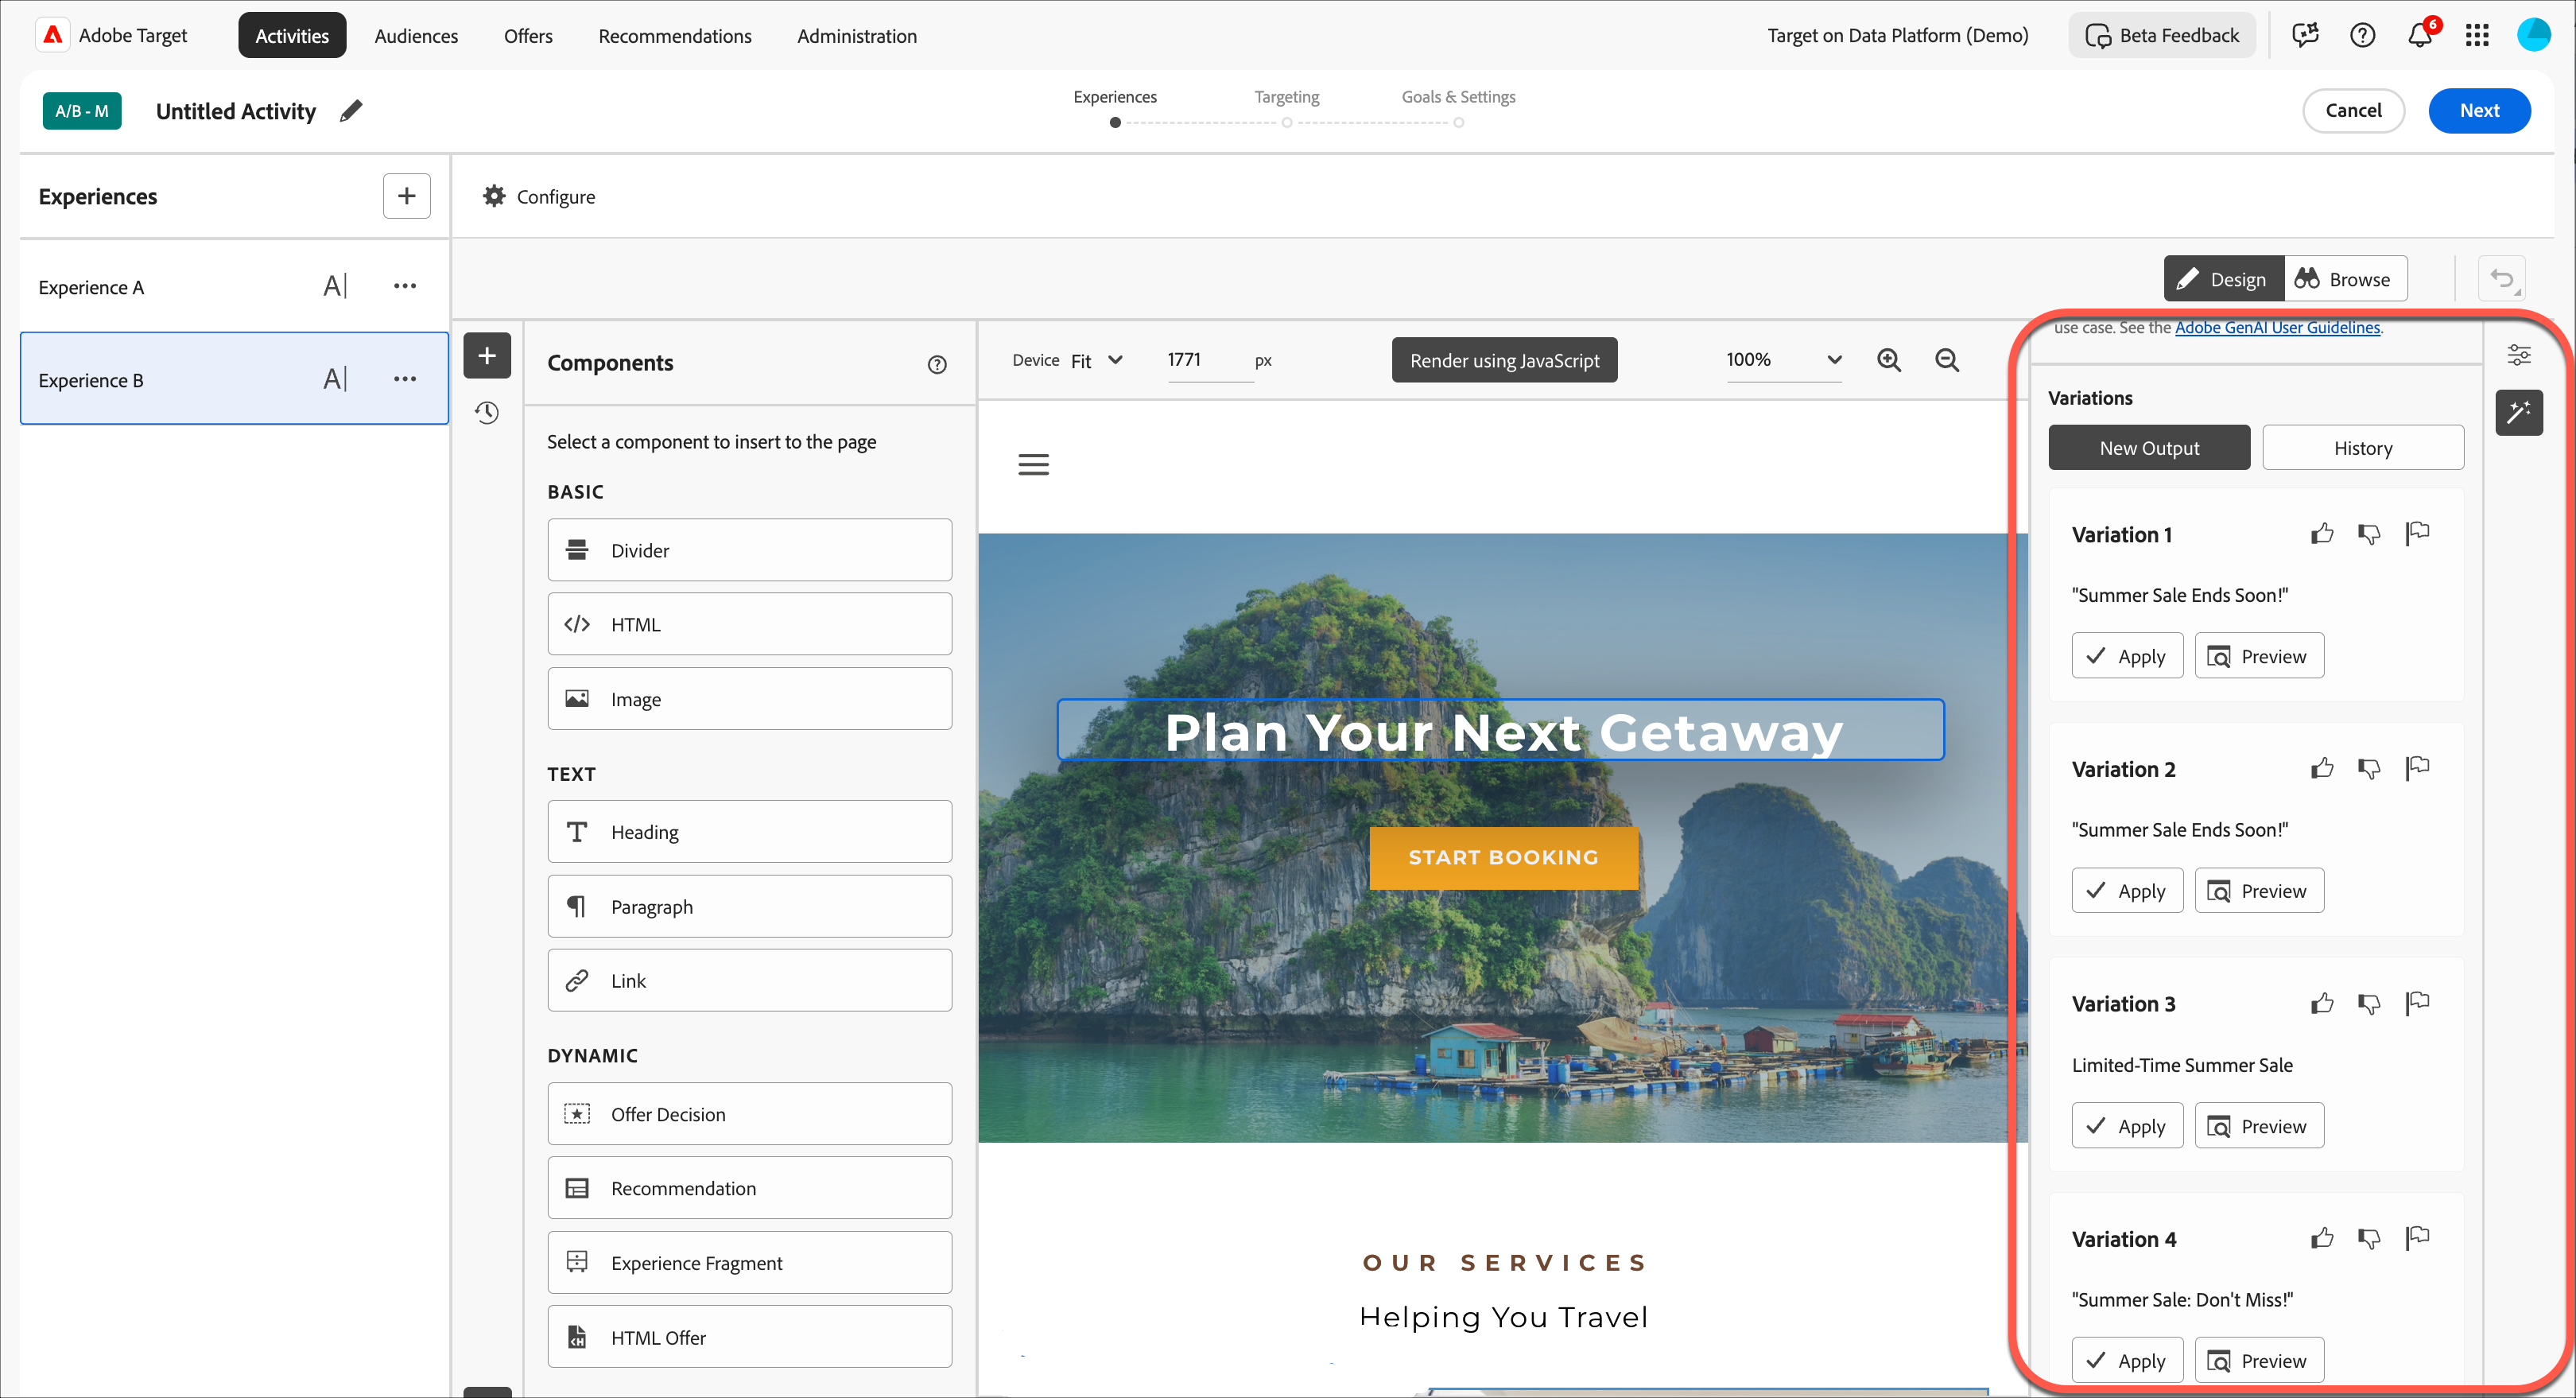 Adobe Target
Activities
Audiences
Offers
Recommendations
Administration
Target on Data Platform (Demo)
Beta Feedback
6
A/B - M
Untitled Activity
Experiences
Targeting
Goals & Settings
Cancel
Next
Experiences
Configure
Experience A
A|
Experience B
A|
Design
Browse
Components
Select a component to insert to the page
BASIC
Divider
HTML
Image
TEXT
Heading
Paragraph
Link
DYNAMIC
Offer Decision
Recommendation
Experience Fragment
HTML Offer
Device
Fit
1771
px
Render using JavaScript
100%
Plan Your Next Getaway
START BOOKING
OUR SERVICES
Helping You Travel
use case. See the Adobe GenAI User Guidelines.
Variations
New Output
History
Variation 1
"Summer Sale Ends Soon!"
Apply
Preview
Variation 2
"Summer Sale Ends Soon!"
Apply
Preview
Variation 3
Limited-Time Summer Sale
Apply
Preview
Variation 4
"Summer Sale: Don't Miss!"
Apply
Preview